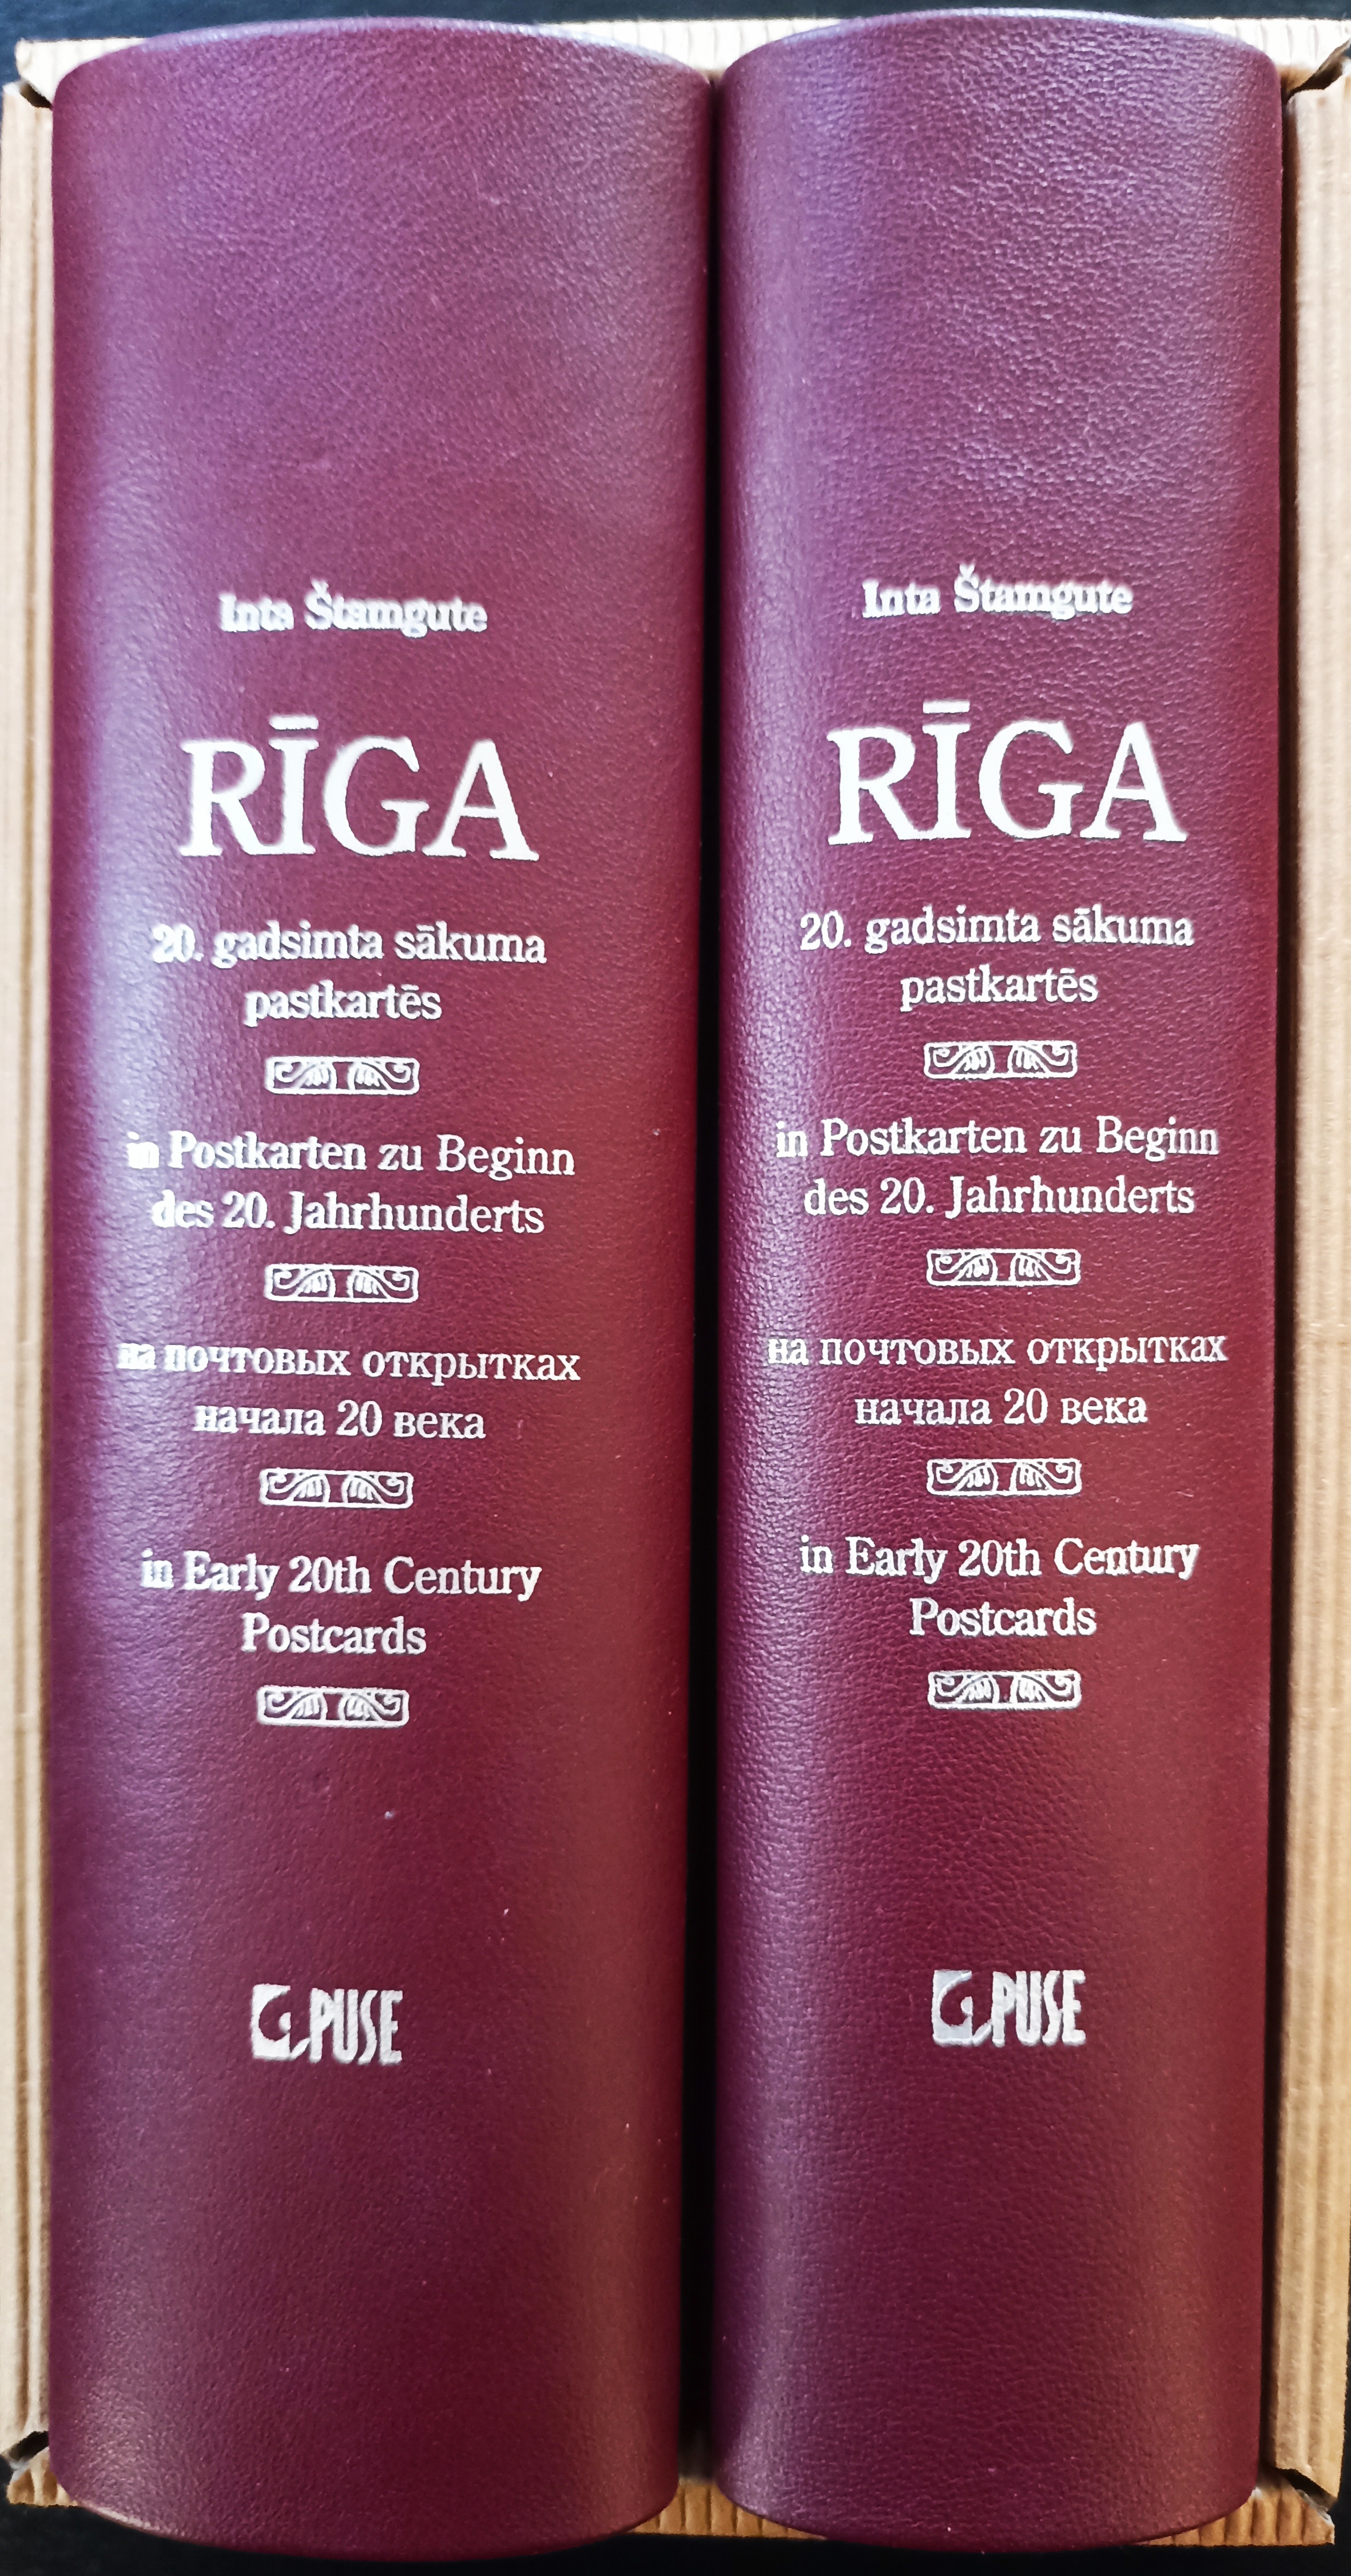 Inta Štamgute
RĪGA
20. gadsimta sākuma
pastkartēs
in Postkarten zu Beginn
des 20. Jahrhunderts
на почтовых открытках
начала 20 века
in Early 20th Century
Postcards
PUSE
Inta Štamgute
RĪGA
20. gadsimta sākuma
pastkartēs
in Postkarten zu Beginn
des 20. Jahrhunderts
на почтовых открытках
начала 20 века
in Early 20th Century
Postcards
PUSE